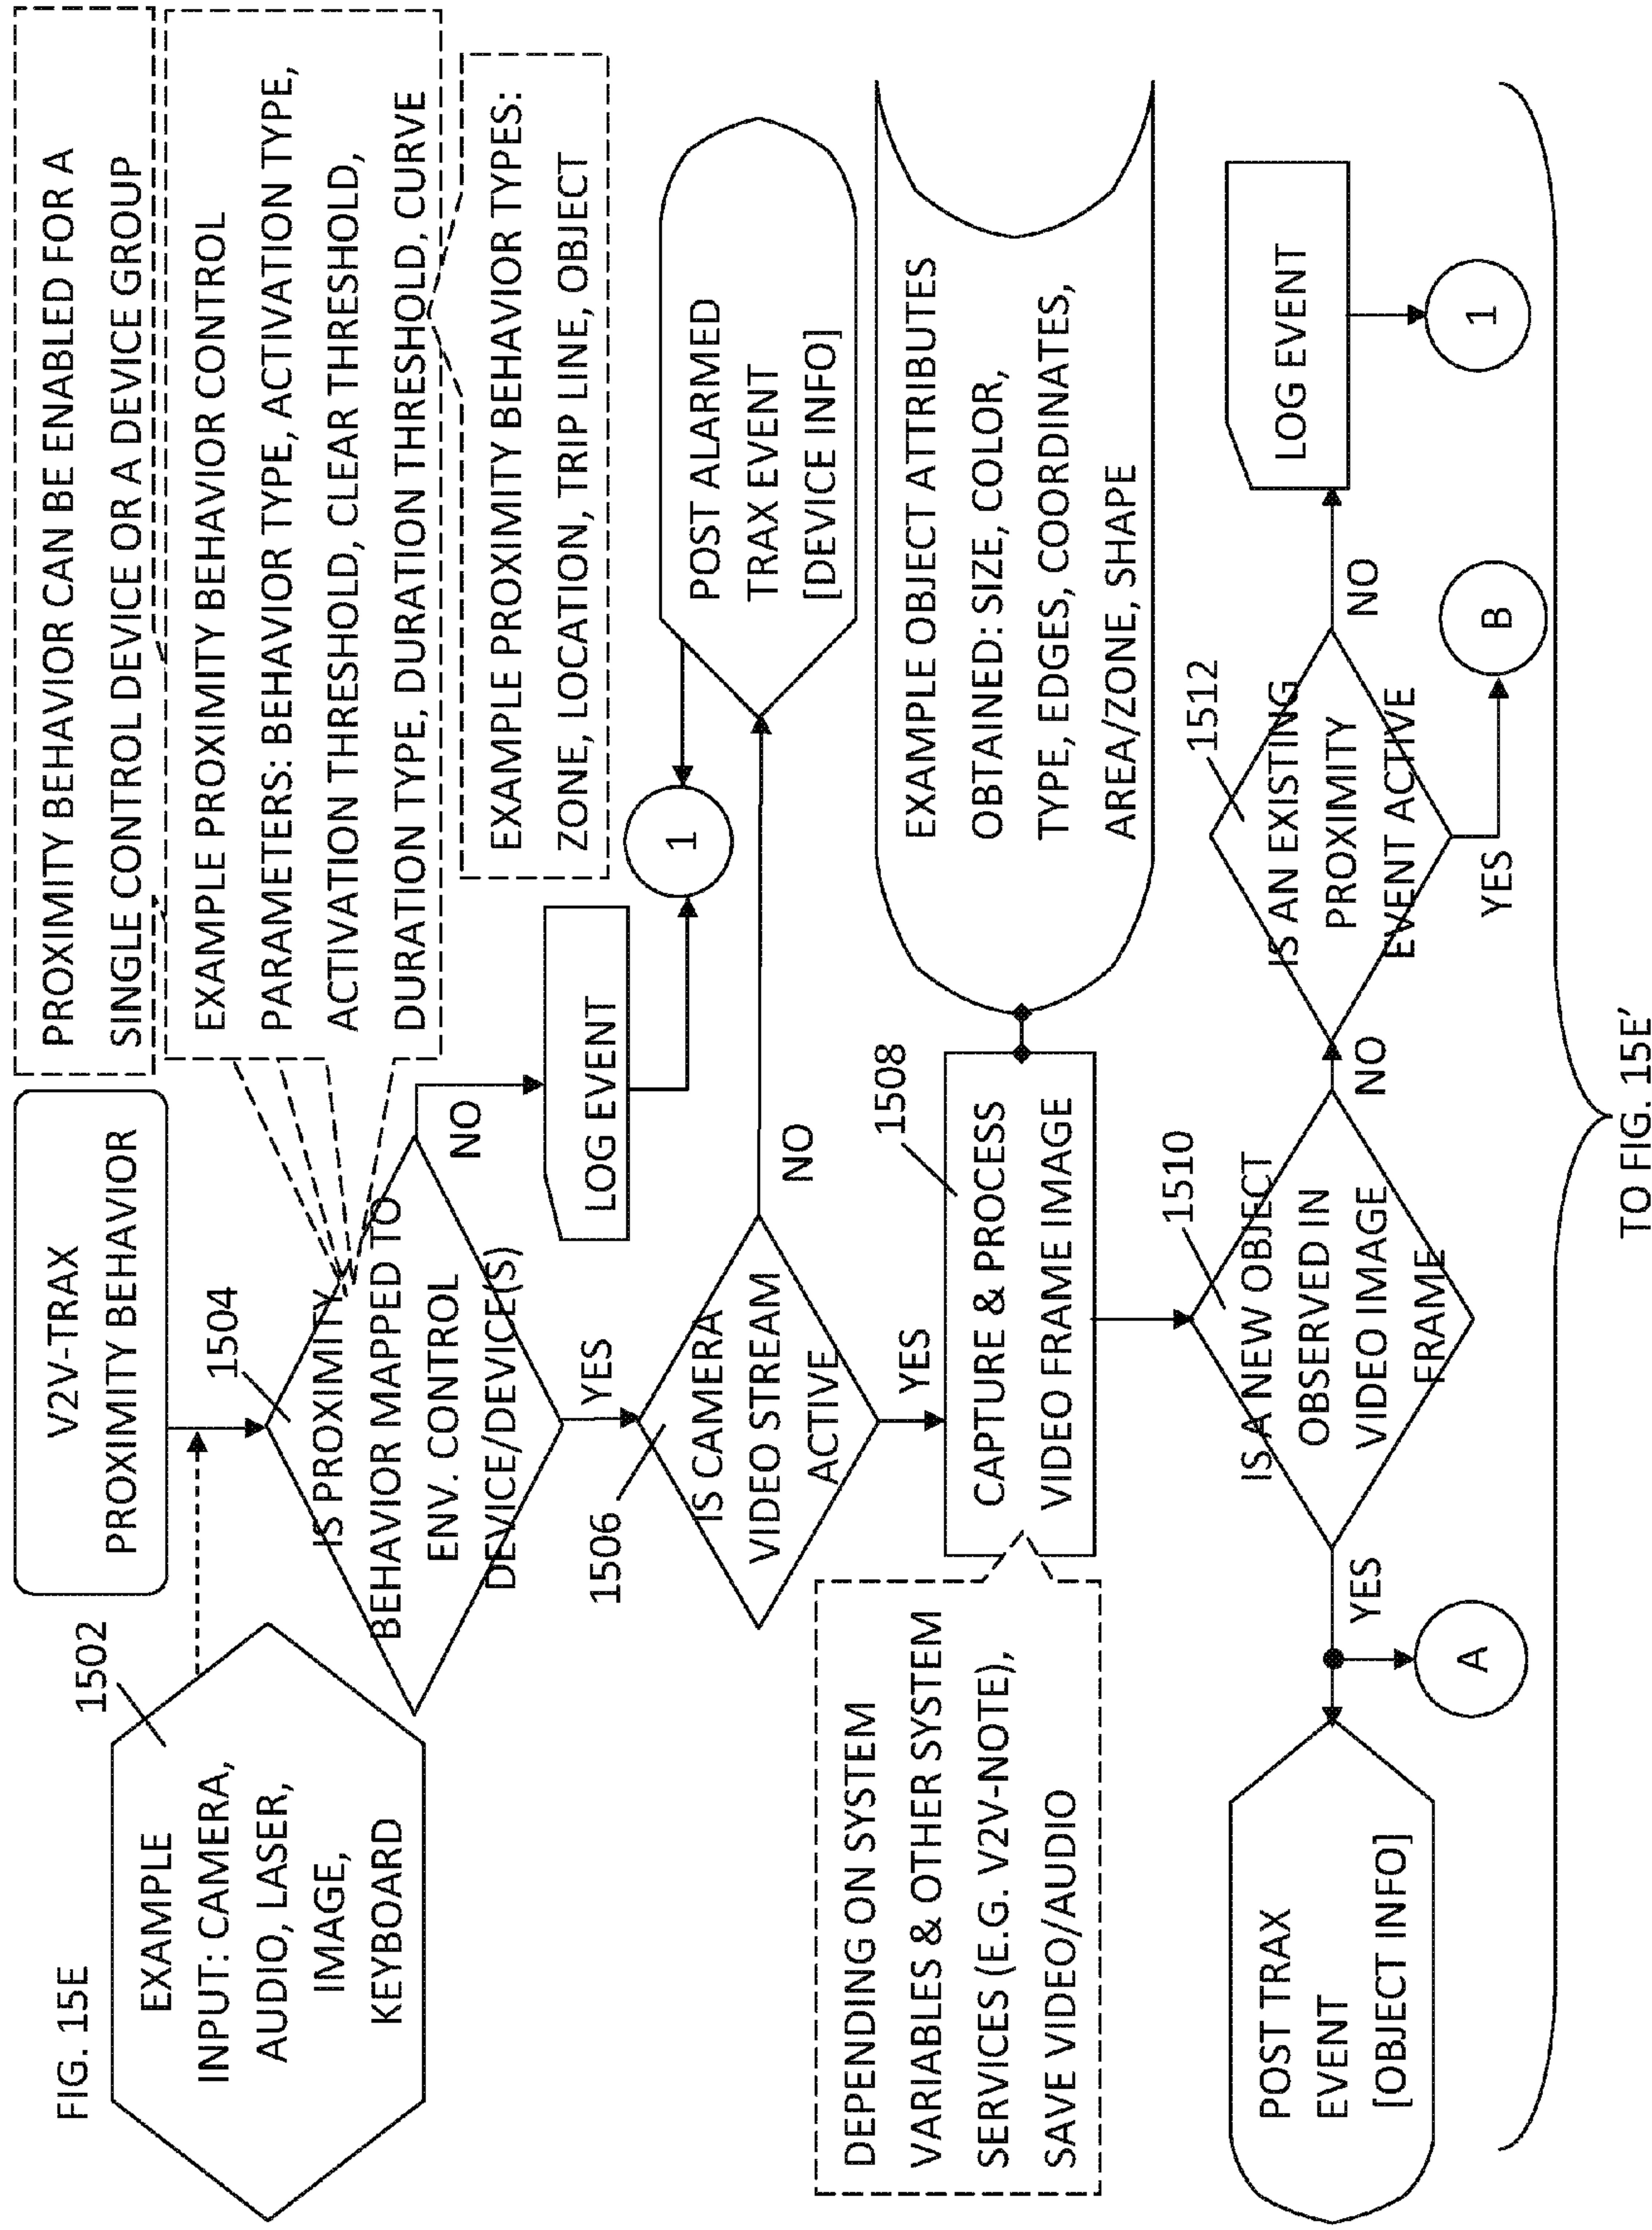 FIG. 15E
1502
EXAMPLE
INPUT: CAMERA,
AUDIO, LASER,
IMAGE,
KEYBOARD
V2V-TRAX
PROXIMITY BEHAVIOR
PROXIMITY BEHAVIOR CAN BE ENABLED FOR A
SINGLE CONTROL DEVICE OR A DEVICE GROUP
EXAMPLE PROXIMITY BEHAVIOR CONTROL
PARAMETERS: BEHAVIOR TYPE, ACTIVATION TYPE,
ACTIVATION THRESHOLD, CLEAR THRESHOLD,
DURATION TYPE, DURATION THRESHOLD, CURVE
EXAMPLE PROXIMITY BEHAVIOR TYPES:
ZONE, LOCATION, TRIP LINE, OBJECT
1504
IS PROXIMITY
BEHAVIOR MAPPED TO
ENV. CONTROL
DEVICE/DEVICE(S)
NO
LOG EVENT
1
YES
1506
IS CAMERA
VIDEO STREAM
ACTIVE
NO
POST ALARMED
TRAX EVENT
[DEVICE INFO]
YES
DEPENDING ON SYSTEM
VARIABLES & OTHER SYSTEM
SERVICES (E.G. V2V-NOTE),
SAVE VIDEO/AUDIO
1508
CAPTURE & PROCESS
VIDEO FRAME IMAGE
EXAMPLE OBJECT ATTRIBUTES
OBTAINED: SIZE, COLOR,
TYPE, EDGES, COORDINATES,
AREA/ZONE, SHAPE
POST TRAX
EVENT
[OBJECT INFO]
YES
A
1510
IS A NEW OBJECT
OBSERVED IN
VIDEO IMAGE
FRAME
NO
1512
IS AN EXISTING
PROXIMITY
EVENT ACTIVE
YES
B
NO
LOG EVENT
1
TO FIG. 15E'